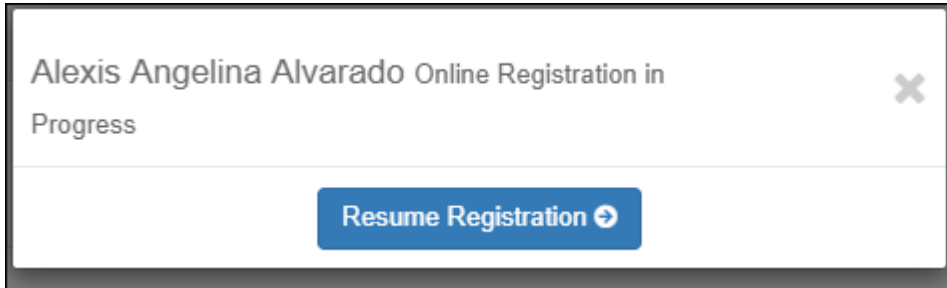 Alexis Angelina Alvarado Online Registration in
Progress
Resume Registration